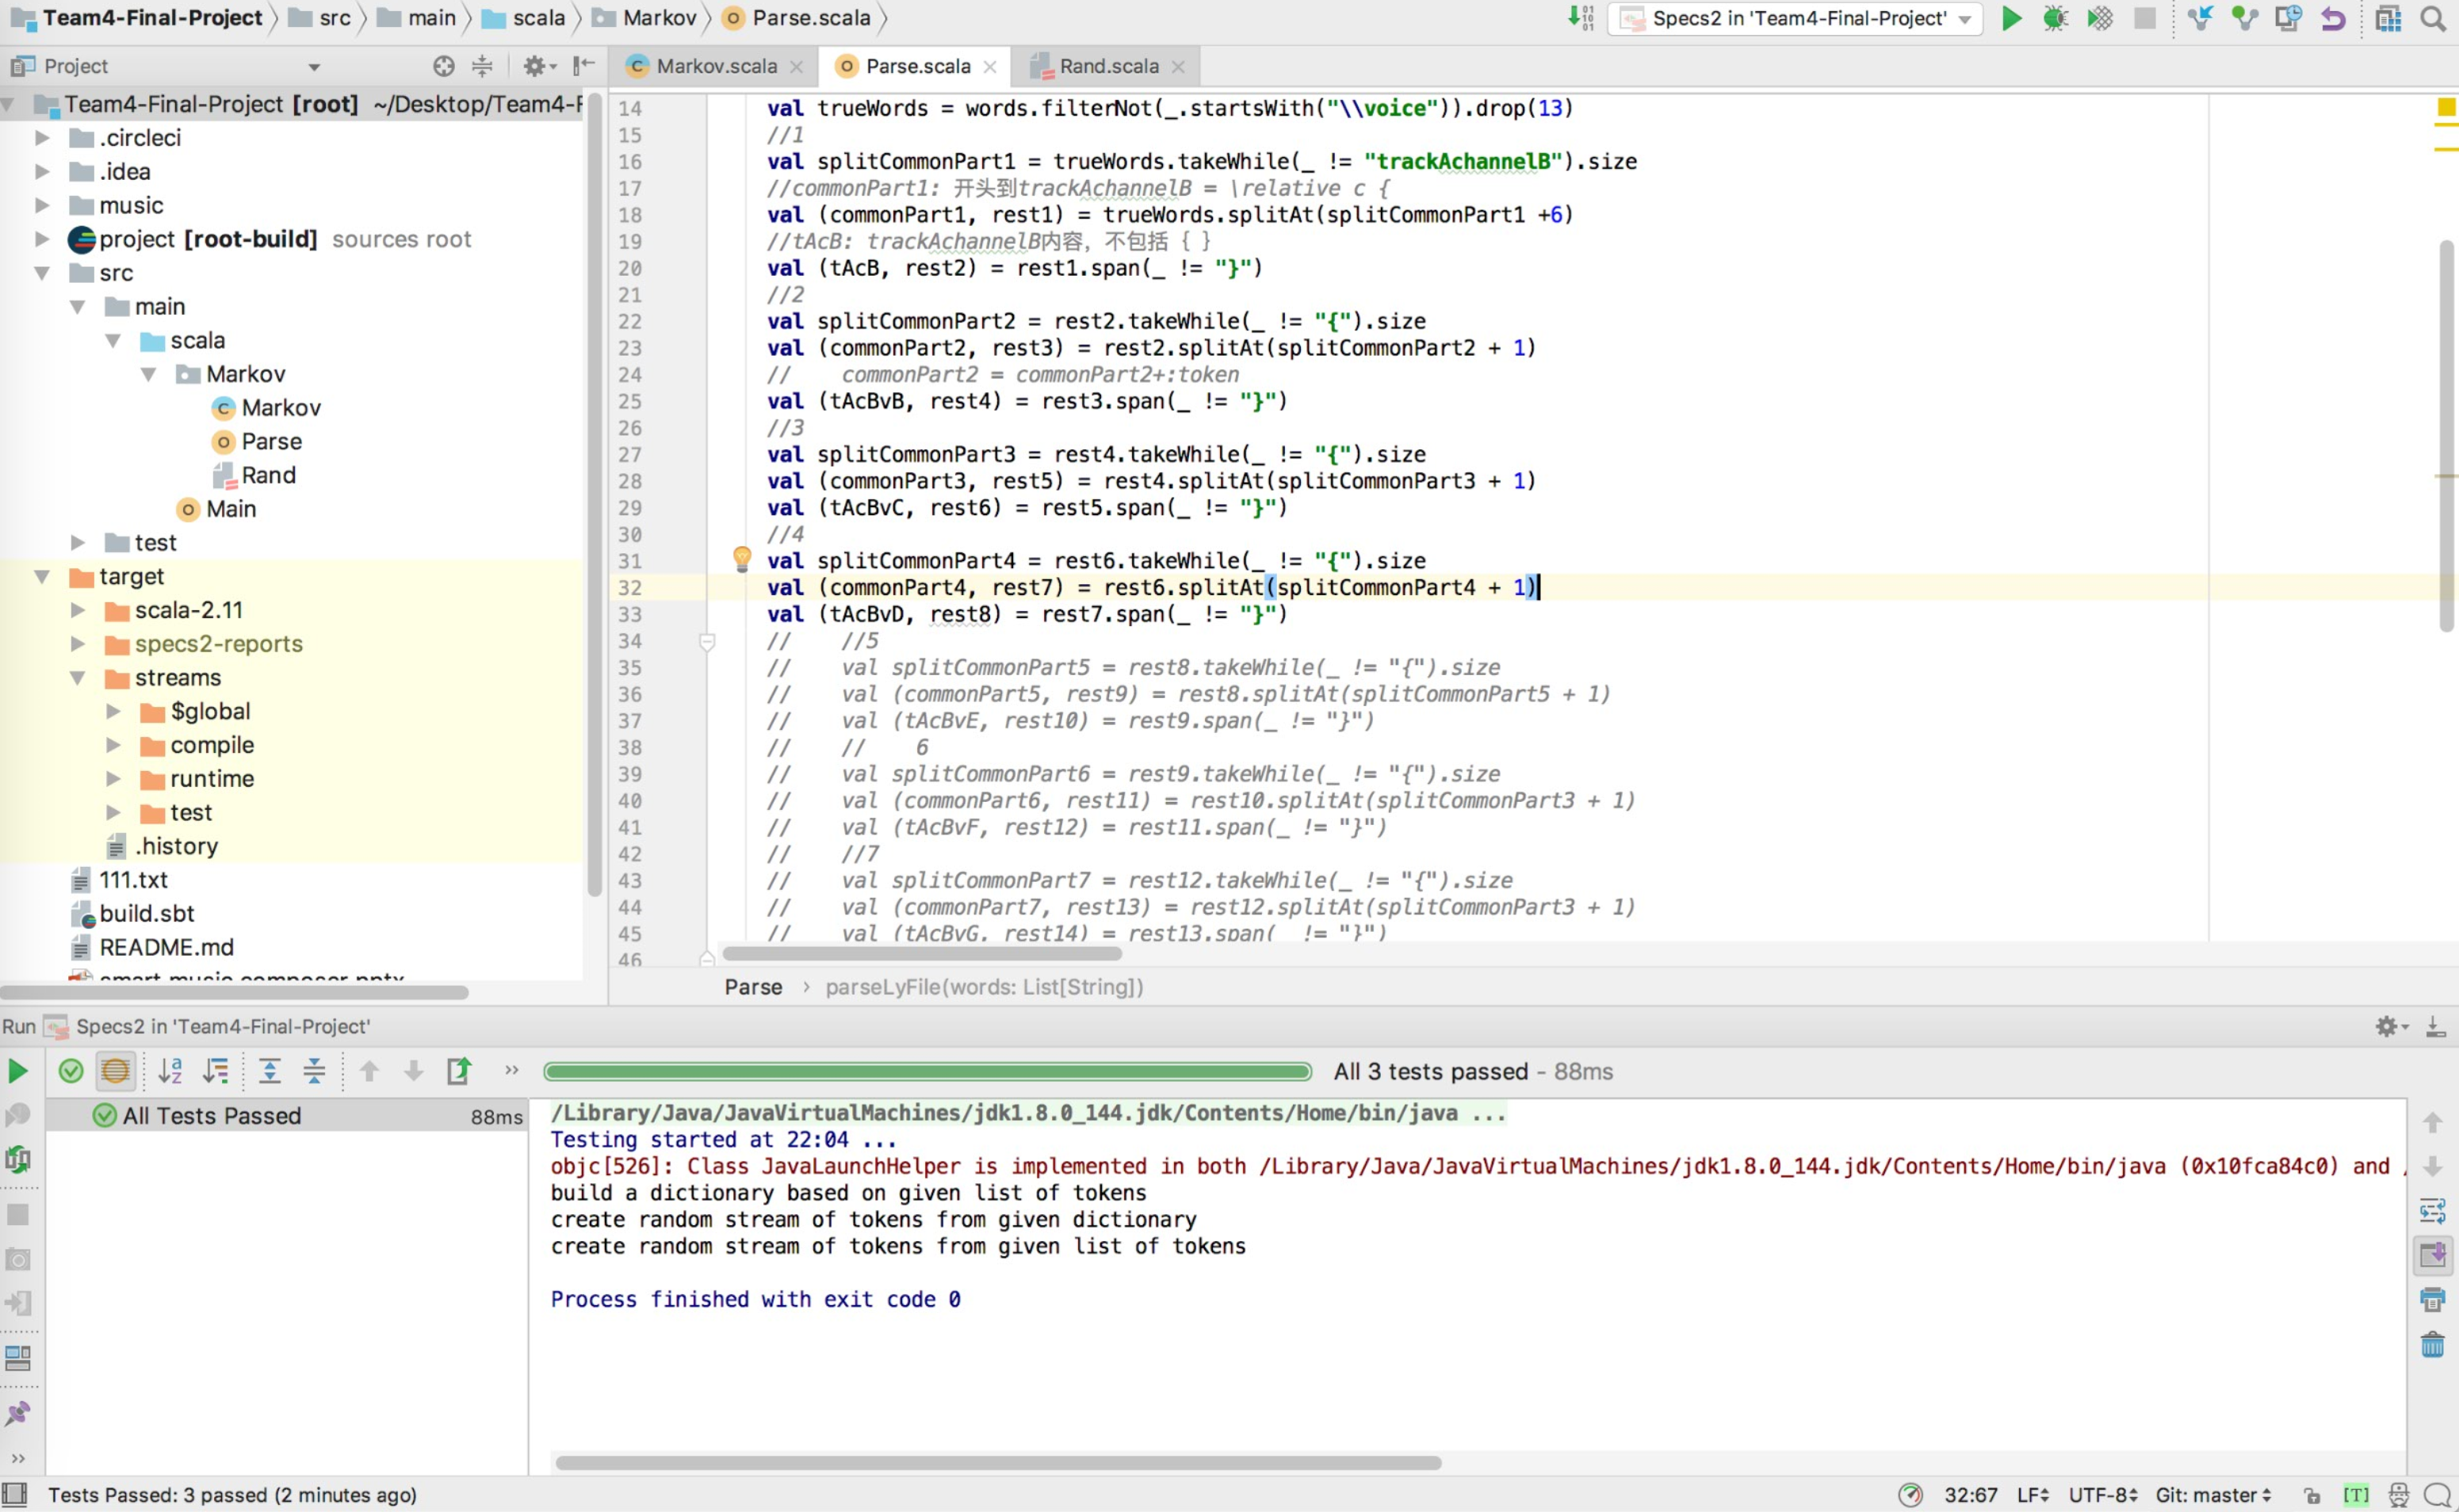 Team4-Final-Project src main scala Markov Parse.scala Specs2 in 'Team4-Final-Project'
Project Markov.scala Parse.scala Rand.scala
Team4-Final-Project [root] ~/Desktop/Team4-F
.circleci
.idea
music
project [root-build] sources root
src
main
scala
Markov
Markov
Parse
Rand
Main
test
target
scala-2.11
specs2-reports
streams
$global
compile
runtime
test
.history
111.txt
build.sbt
README.md
smart music composer.pptx
14 val trueWords = words.filterNot(_.startsWith("\\voice")).drop(13)
15 //1
16 val splitCommonPart1 = trueWords.takeWhile(_ != "trackAchannelB").size
17 //commonPart1: 开头到trackAchannelB = \relative c {
18 val (commonPart1, rest1) = trueWords.splitAt(splitCommonPart1 +6)
19 //tAcB: trackAchannelB内容，不包括 { }
20 val (tAcB, rest2) = rest1.span(_ != "}")
21 //2
22 val splitCommonPart2 = rest2.takeWhile(_ != "{").size
23 val (commonPart2, rest3) = rest2.splitAt(splitCommonPart2 + 1)
24 // commonPart2 = commonPart2+:token
25 val (tAcBvB, rest4) = rest3.span(_ != "}")
26 //3
27 val splitCommonPart3 = rest4.takeWhile(_ != "{").size
28 val (commonPart3, rest5) = rest4.splitAt(splitCommonPart3 + 1)
29 val (tAcBvC, rest6) = rest5.span(_ != "}")
30 //4
31 val splitCommonPart4 = rest6.takeWhile(_ != "{").size
32 val (commonPart4, rest7) = rest6.splitAt(splitCommonPart4 + 1)
33 val (tAcBvD, rest8) = rest7.span(_ != "}")
34 // //5
35 // val splitCommonPart5 = rest8.takeWhile(_ != "{").size
36 // val (commonPart5, rest9) = rest8.splitAt(splitCommonPart5 + 1)
37 // val (tAcBvE, rest10) = rest9.span(_ != "}")
38 // // 6
39 // val splitCommonPart6 = rest9.takeWhile(_ != "{").size
40 // val (commonPart6, rest11) = rest10.splitAt(splitCommonPart3 + 1)
41 // val (tAcBvF, rest12) = rest11.span(_ != "}")
42 // //7
43 // val splitCommonPart7 = rest12.takeWhile(_ != "{").size
44 // val (commonPart7, rest13) = rest12.splitAt(splitCommonPart3 + 1)
45 // val (tAcBvG, rest14) = rest13.span(_ != "}")
46
Parse › parseLyFile(words: List[String])
Run Specs2 in 'Team4-Final-Project'
All 3 tests passed – 88ms
All Tests Passed 88ms
/Library/Java/JavaVirtualMachines/jdk1.8.0_144.jdk/Contents/Home/bin/java ...
Testing started at 22:04 ...
objc[526]: Class JavaLaunchHelper is implemented in both /Library/Java/JavaVirtualMachines/jdk1.8.0_144.jdk/Contents/Home/bin/java (0x10fca84c0) and /
build a dictionary based on given list of tokens
create random stream of tokens from given dictionary
create random stream of tokens from given list of tokens
Process finished with exit code 0
Tests Passed: 3 passed (2 minutes ago) 32:67 LF UTF-8 Git: master [T]